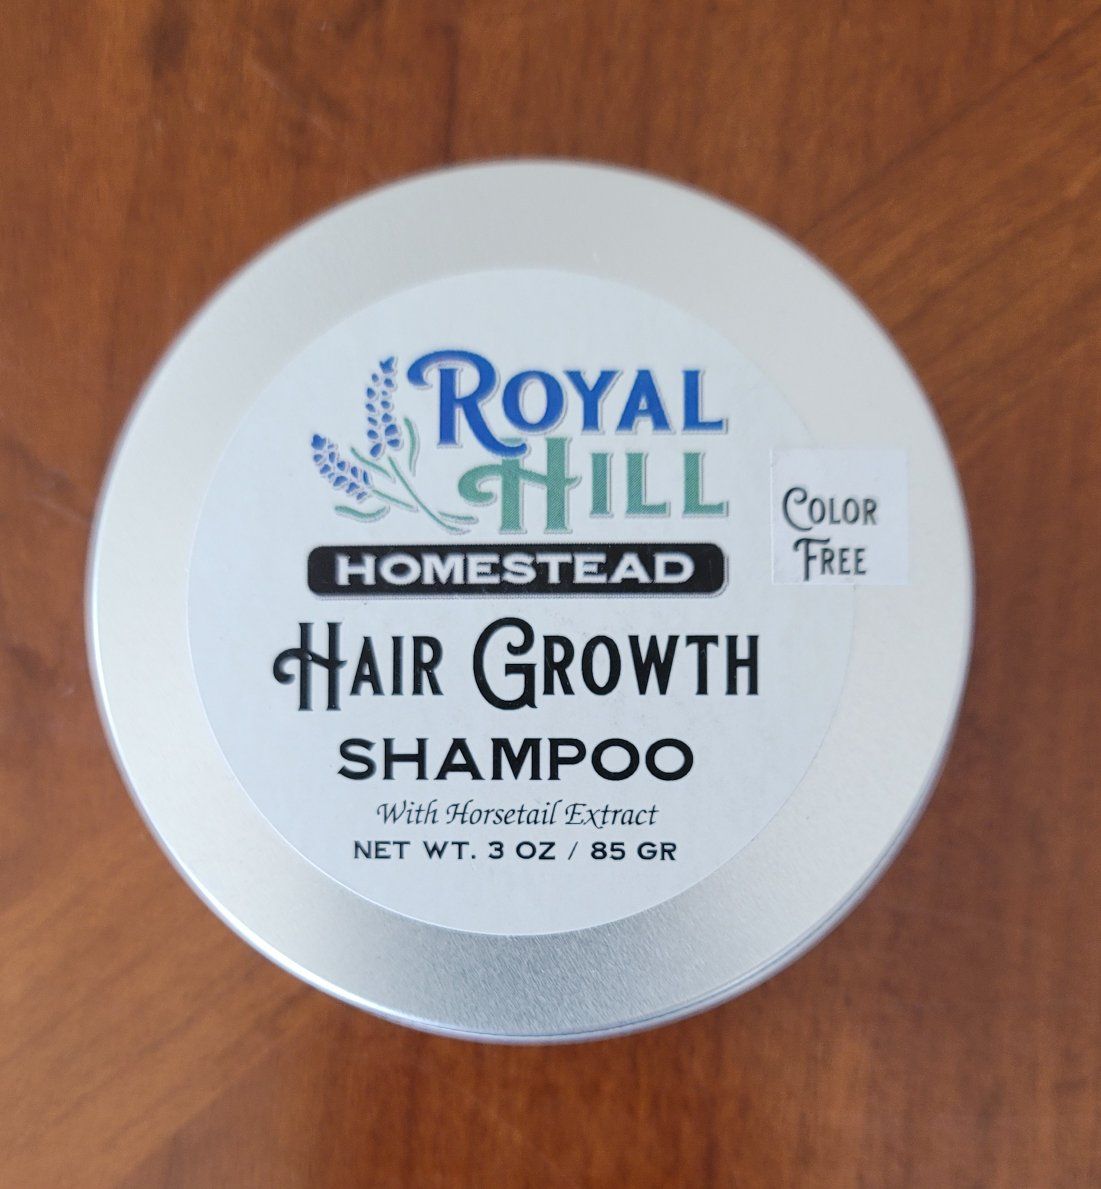 ROYAL
HILL
HOMESTEAD
COLOR
FREE
HAIR GROWTH
SHAMPOO
With Horsetail Extract
NET WT. 3 OZ / 85 GR